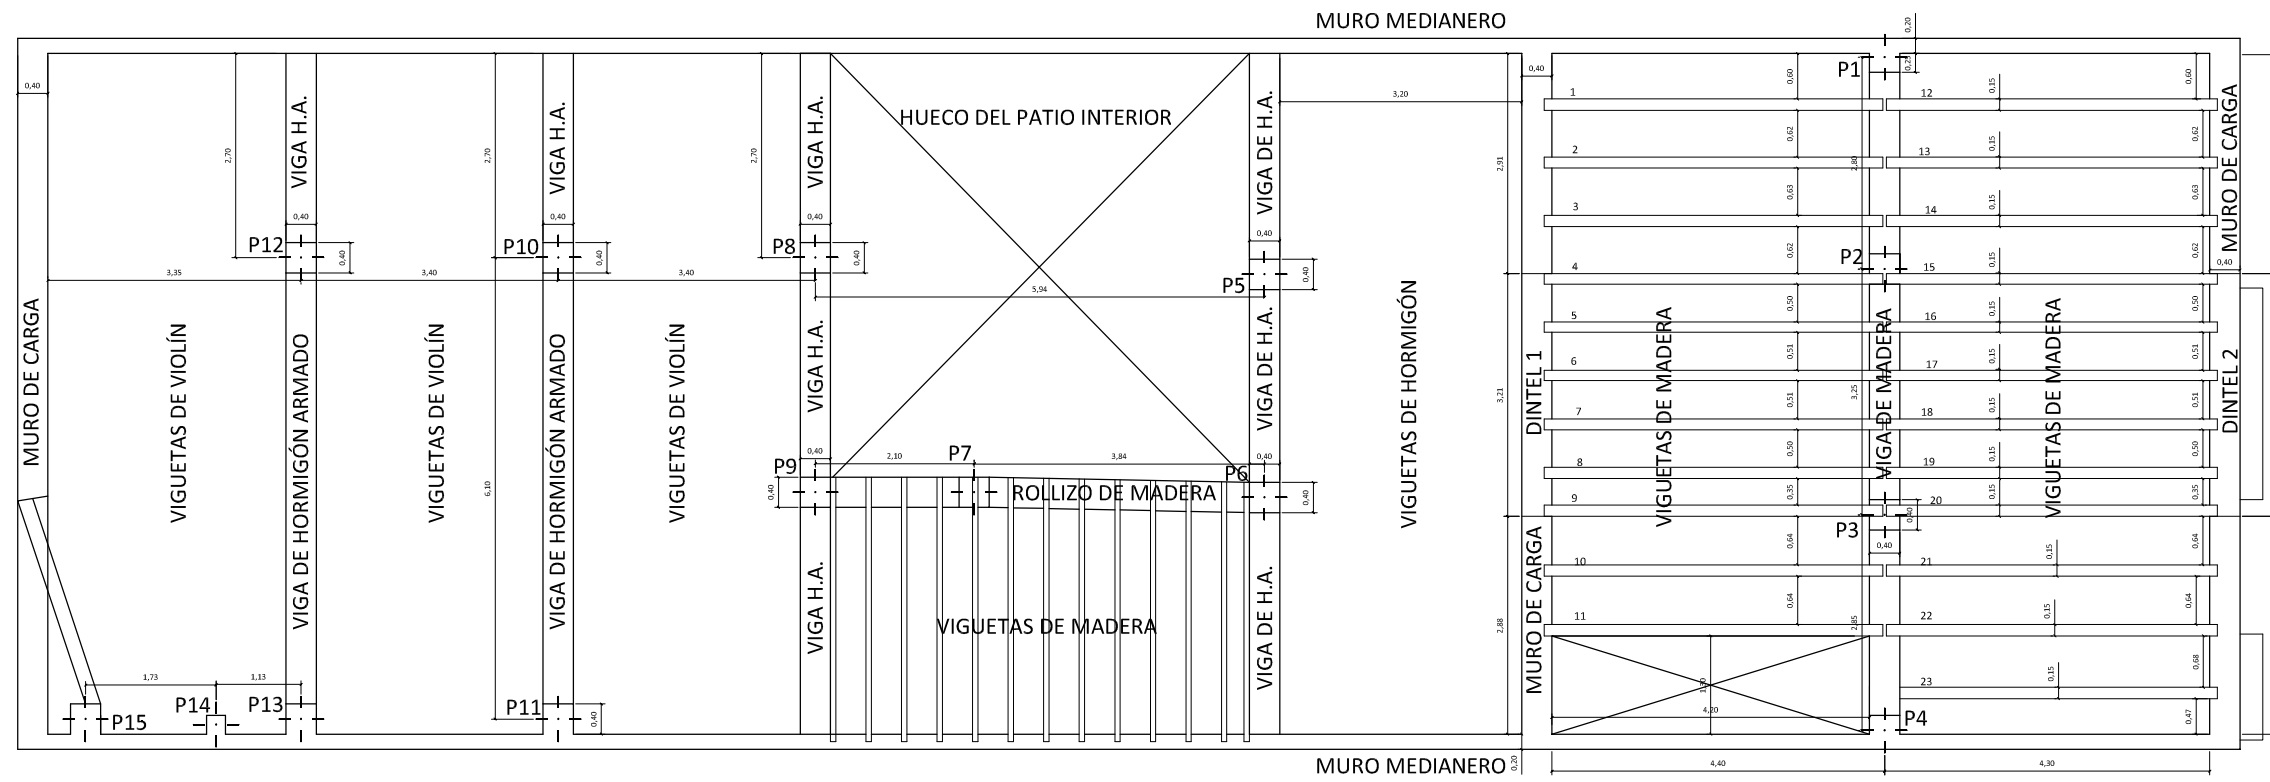 MURO MEDIANERO
0,20
P1
0,25
0,40
0,40
0,60
0,60
1
12
0,15
3,20
HUECO DEL PATIO INTERIOR
VIGA H.A.
VIGA H.A.
VIGA H.A.
VIGA DE H.A.
MURO DE CARGA
2,70
2,70
2,70
2,91
0,62
0,62
2
13
2,80
0,15
0,63
0,63
3
14
0,15
0,40
0,40
0,40
0,40
0,62
0,62
P12
P10
P8
P2
0,40
0,40
0,40
0,40
0,40
P5
3,35
3,40
3,40
5,94
4
15
0,15
0,50
0,50
5
16
0,15
0,51
0,51
6
17
0,15
0,51
0,51
7
18
0,15
0,50
0,50
8
19
0,15
0,35
0,35
9
20
0,15
MURO DE CARGA
VIGUETAS DE VIOLÍN
VIGA DE HORMIGÓN ARMADO
VIGUETAS DE VIOLÍN
VIGA DE HORMIGÓN ARMADO
VIGUETAS DE VIOLÍN
VIGA H.A.
VIGA DE H.A.
VIGUETAS DE HORMIGÓN
DINTEL 1
VIGUETAS DE MADERA
VIGA DE MADERA
VIGUETAS DE MADERA
DINTEL 2
3,21
3,25
6,10
0,40
P9
2,10
P7
3,84
0,40
P6
0,40
ROLLIZO DE MADERA
0,40
P3
0,40
0,40
0,64
0,64
10
21
0,15
VIGA H.A.
VIGUETAS DE MADERA
VIGA DE H.A.
MURO DE CARGA
2,88
0,64
0,64
11
22
2,85
0,15
0,68
23
0,15
1,73
1,13
P15
P14
P13
P11
0,40
1,30
4,20
P4
0,47
MURO MEDIANERO
0,20
4,40
4,30